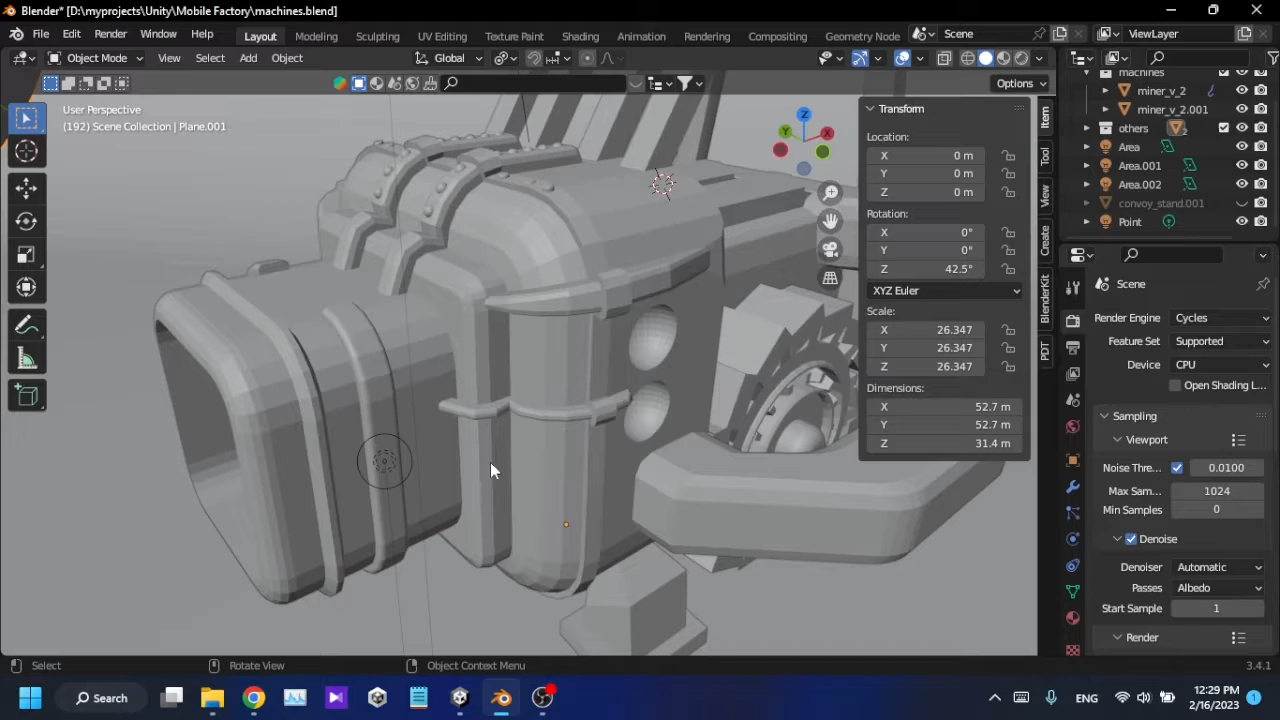 Blender* [D:\myprojects\Unity\Mobile Factory\machines.blend]
File Edit Render Window Help Layout Modeling Sculpting UV Editing Texture Paint Shading Animation Rendering Compositing Geometry Node Scene ViewLayer
Object Mode View Select Add Object Global
Options
User Perspective
(192) Scene Collection | Plane.001
Z
Y
X
Transform
Location:
X 0 m
Y 0 m
Z 0 m
Rotation:
X 0°
Y 0°
Z 42.5°
XYZ Euler
Scale:
X 26.347
Y 26.347
Z 26.347
Dimensions:
X 52.7 m
Y 52.7 m
Z 31.4 m
Item
Tool
View
Create
BlenderKit
PDT
machines
miner_v_2
miner_v_2.001
others 2
Area
Area.001
Area.002
convoy_stand.001
Point
Scene
Render Engine Cycles
Feature Set Supported
Device CPU
Open Shading L...
Sampling
Viewport
Noise Thre... 0.0100
Max Sam... 1024
Min Samples 0
Denoise
Denoiser Automatic
Passes Albedo
Start Sample 1
Render
Select Rotate View Object Context Menu 3.4.1
Search
ENG
12:29 PM
2/16/2023
1